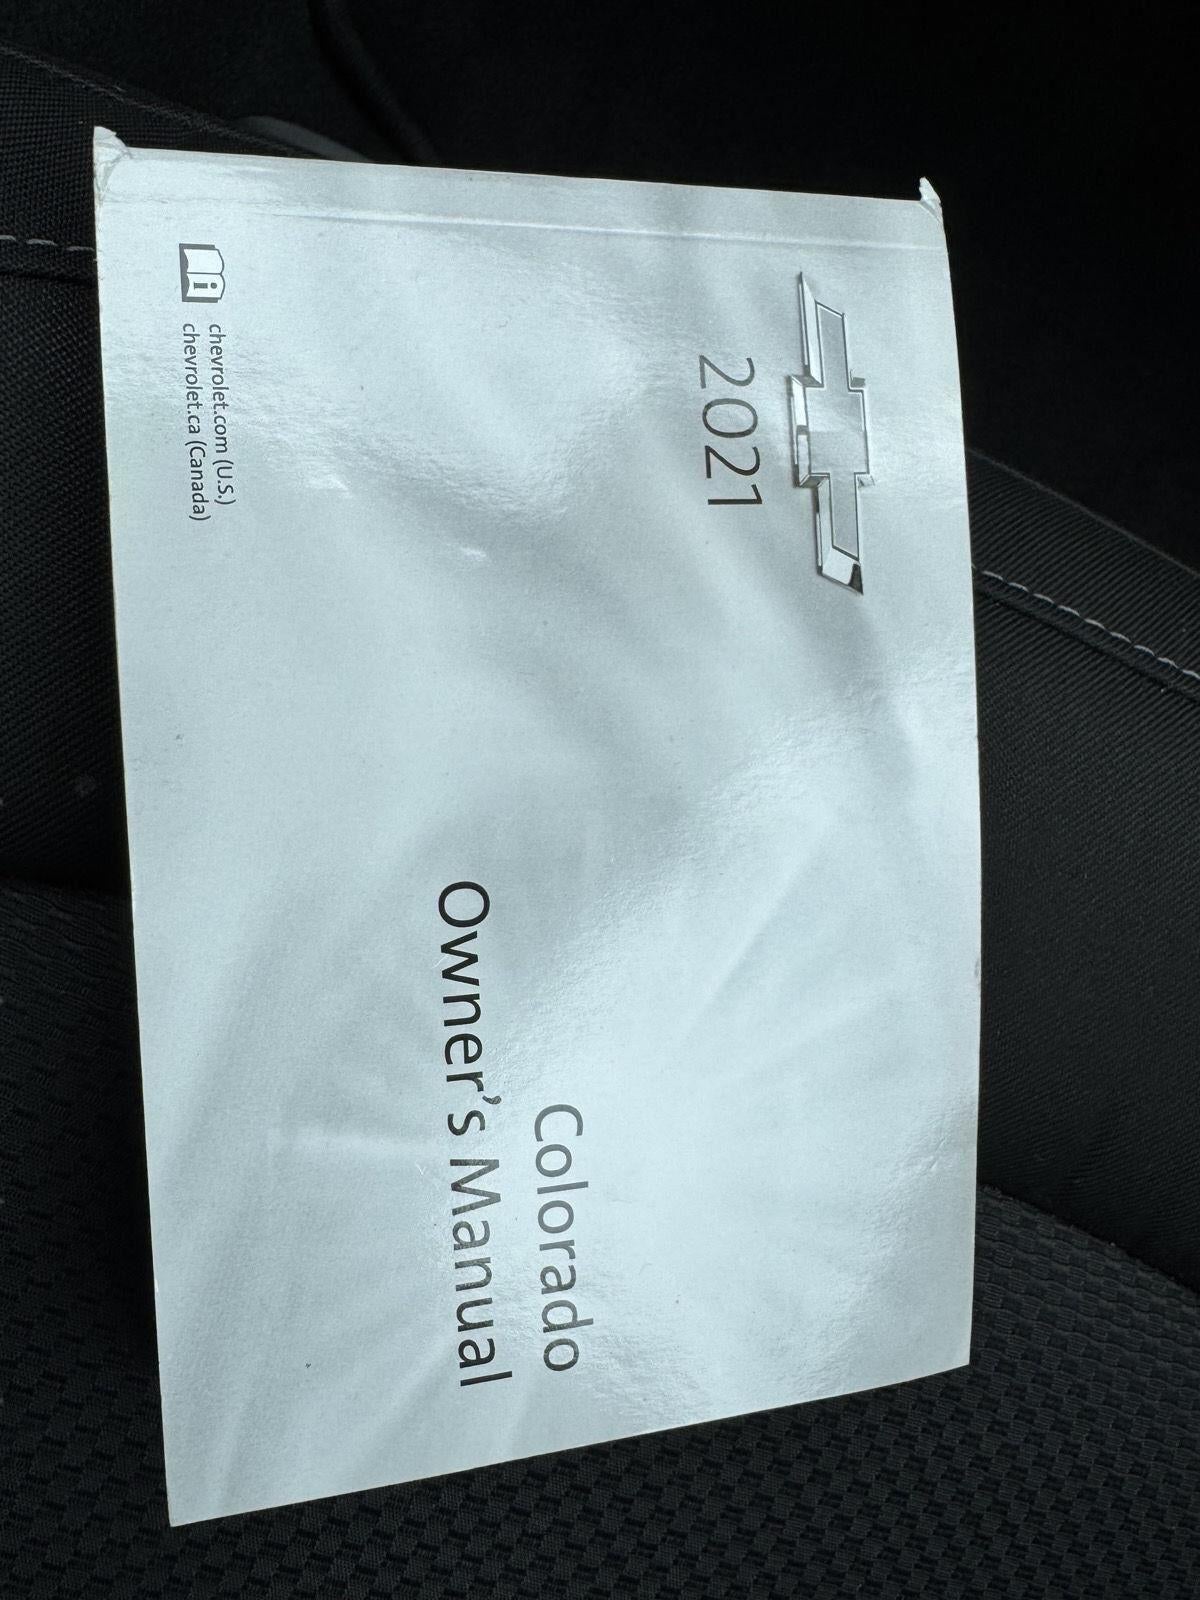 2021
Colorado
Owner's Manual
chevrolet.com (U.S.)
chevrolet.ca (Canada)